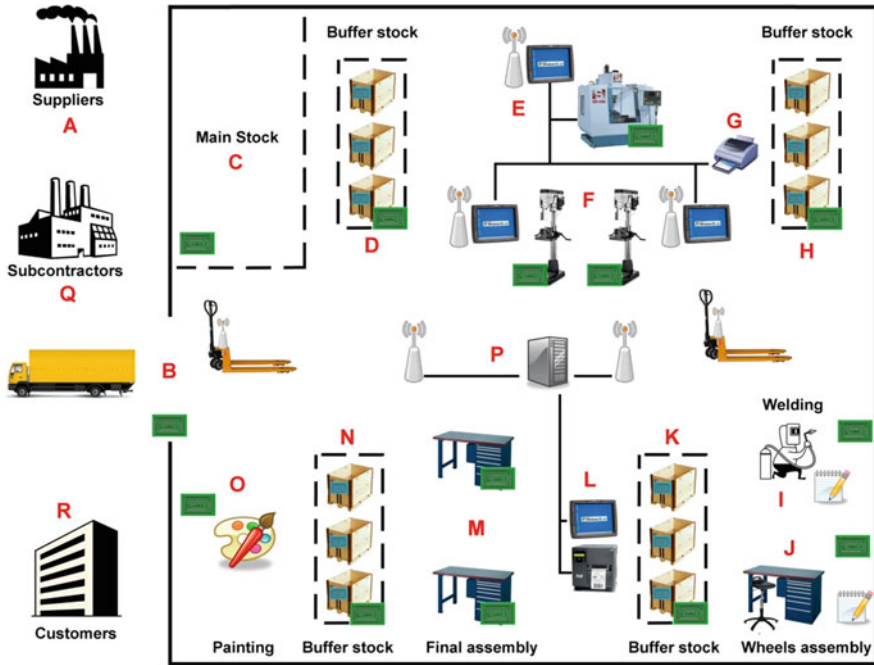 Buffer stock
Buffer stock
Suppliers
A
E
G
Main Stock
C
F
D
H
Subcontractors
Q
B
P
Welding
N
K
O
L
I
R
M
J
Customers
Painting
Buffer stock
Final assembly
Buffer stock
Wheels assembly